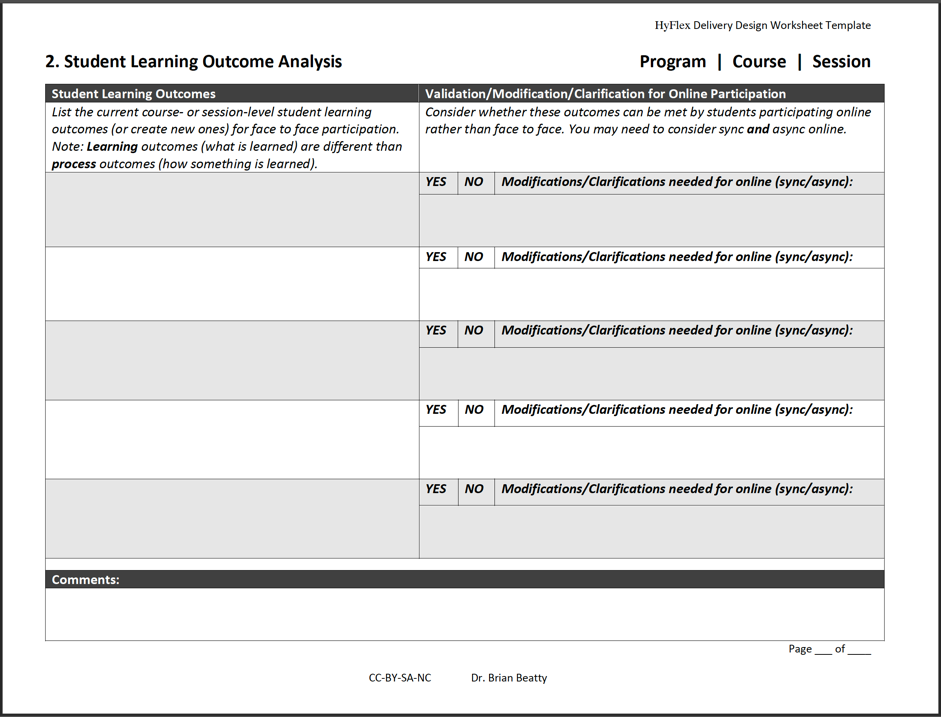 HyFlex Delivery Design Worksheet Template
2. Student Learning Outcome Analysis Program | Course | Session
Student Learning Outcomes Validation/Modification/Clarification for Online Participation
List the current course- or session-level student learning
outcomes (or create new ones) for face to face participation.
Note: Learning outcomes (what is learned) are different than
process outcomes (how something is learned).
Consider whether these outcomes can be met by students participating online
rather than face to face. You may need to consider sync and async online.
YES NO Modifications/Clarifications needed for online (sync/async):
YES NO Modifications/Clarifications needed for online (sync/async):
YES NO Modifications/Clarifications needed for online (sync/async):
YES NO Modifications/Clarifications needed for online (sync/async):
YES NO Modifications/Clarifications needed for online (sync/async):
Comments:
Page ___ of ____
CC-BY-SA-NC Dr. Brian Beatty